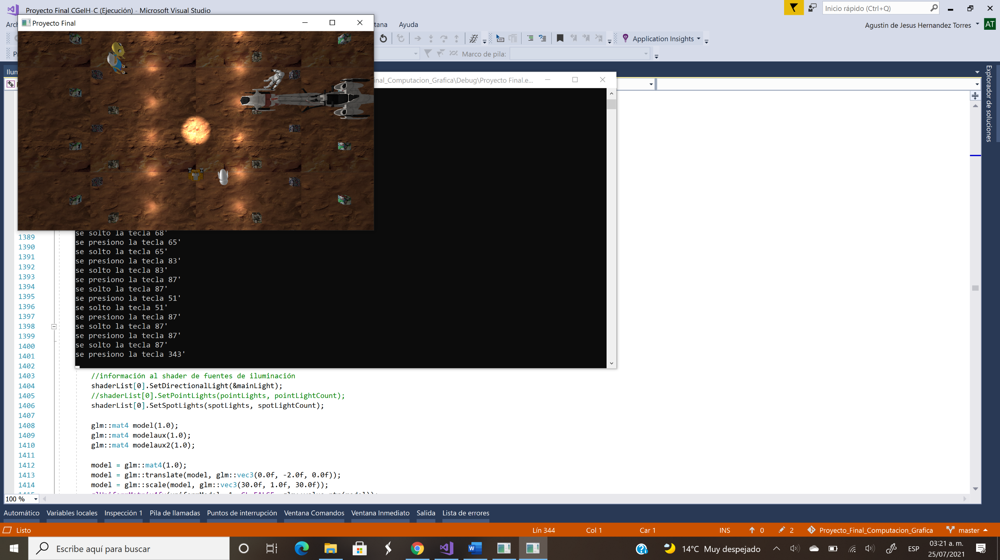 Proyecto Final CGeIH-C (Ejecución) - Microsoft Visual Studio
Inicio rápido (Ctrl+Q)
Proyecto Final
Ayuda
Agustin de Jesus Hernandez Torres
AT
Application Insights
Marco de pila:
Explorador de soluciones
inal_Computacion_Grafica\Debug\Proyecto Final.e...
se solto la tecla 68'
1389
se presiono la tecla 65'
1390
se solto la tecla 65'
1391
se presiono la tecla 83'
1392
se solto la tecla 83'
1393
se presiono la tecla 87'
1394
se solto la tecla 87'
1395
se presiono la tecla 51'
1396
se solto la tecla 51'
1397
se presiono la tecla 87'
1398
se solto la tecla 87'
1399
se presiono la tecla 87'
1400
se solto la tecla 87'
1401
se presiono la tecla 343'
1402
1403 //información al shader de fuentes de iluminación
1404 shaderList[0].SetDirectionalLight(&mainLight);
1405 //shaderList[0].SetPointLights(pointLights, pointLightCount);
1406 shaderList[0].SetSpotLights(spotLights, spotLightCount);
1407
1408 glm::mat4 model(1.0);
1409 glm::mat4 modelaux(1.0);
1410 glm::mat4 modelaux2(1.0);
1411
1412 model = glm::mat4(1.0);
1413 model = glm::translate(model, glm::vec3(0.0f, -2.0f, 0.0f));
1414 model = glm::scale(model, glm::vec3(30.0f, 1.0f, 30.0f));
100 %
Automático Variables locales Inspección 1 Pila de llamadas Puntos de interrupción Ventana Comandos Ventana Inmediato Salida Lista de errores
Listo Lín 344 Col 1 Car 1 INS 0 2 Proyecto_Final_Computacion_Grafica master
Escribe aquí para buscar
14°C Muy despejado
ESP
03:21 a. m.
25/07/2021